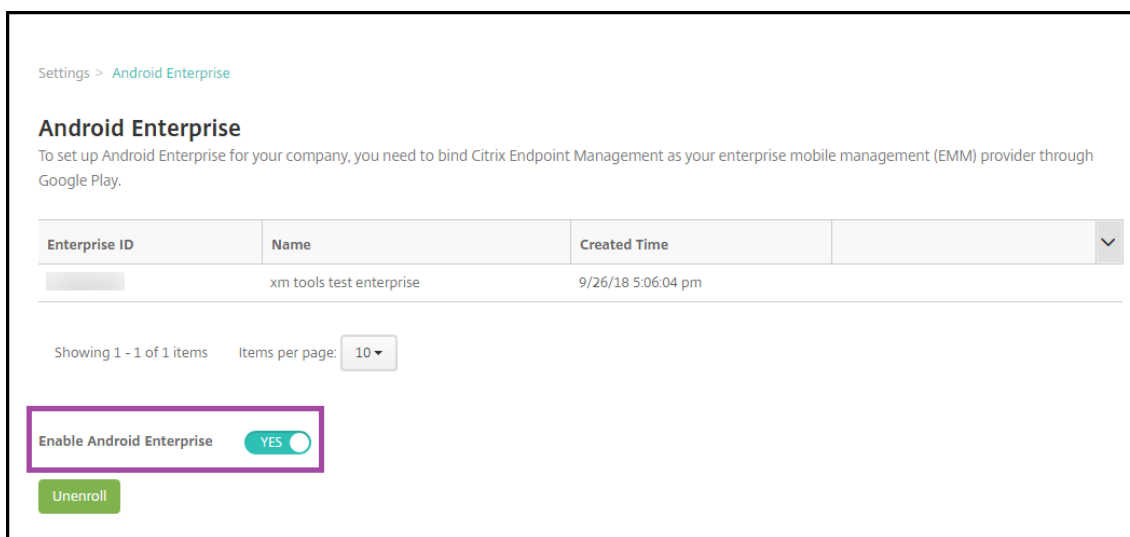 Settings > Android Enterprise
Android Enterprise
To set up Android Enterprise for your company, you need to bind Citrix Endpoint Management as your enterprise mobile management (EMM) provider through
Google Play.
Enterprise ID Name Created Time
xm tools test enterprise 9/26/18 5:06:04 pm
Showing 1 - 1 of 1 items Items per page: 10
Enable Android Enterprise YES
Unenroll